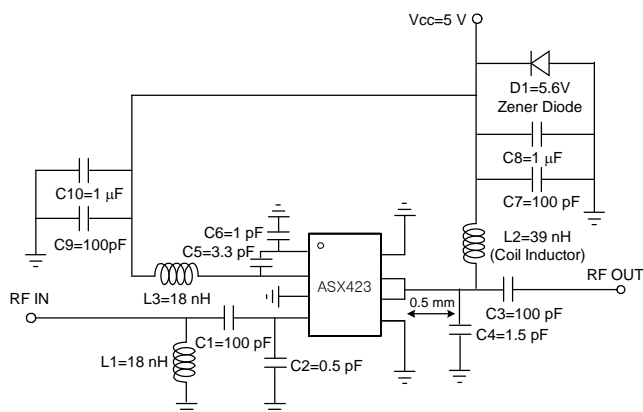 Vcc=5 V
D1=5.6V
Zener Diode
C8=1 μF
C7=100 pF
C10=1 μF
C9=100pF
C6=1 pF
C5=3.3 pF
L2=39 nH
(Coil Inductor)
ASX423
RF OUT
L3=18 nH
0.5 mm
RF IN
C3=100 pF
C1=100 pF
C4=1.5 pF
L1=18 nH
C2=0.5 pF